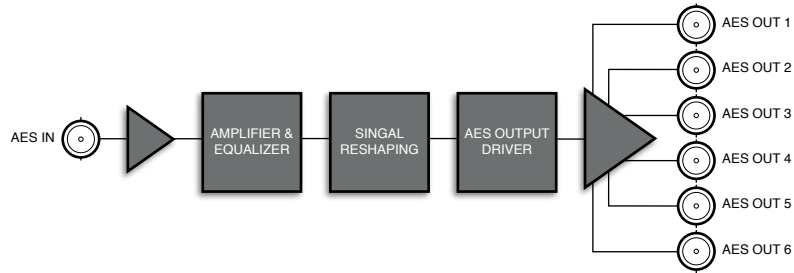 AES OUT 1
AES OUT 2
AES OUT 3
AES OUT 4
AES OUT 5
AES OUT 6
AES IN
AMPLIFIER &
EQUALIZER
SINGAL
RESHAPING
AES OUTPUT
DRIVER